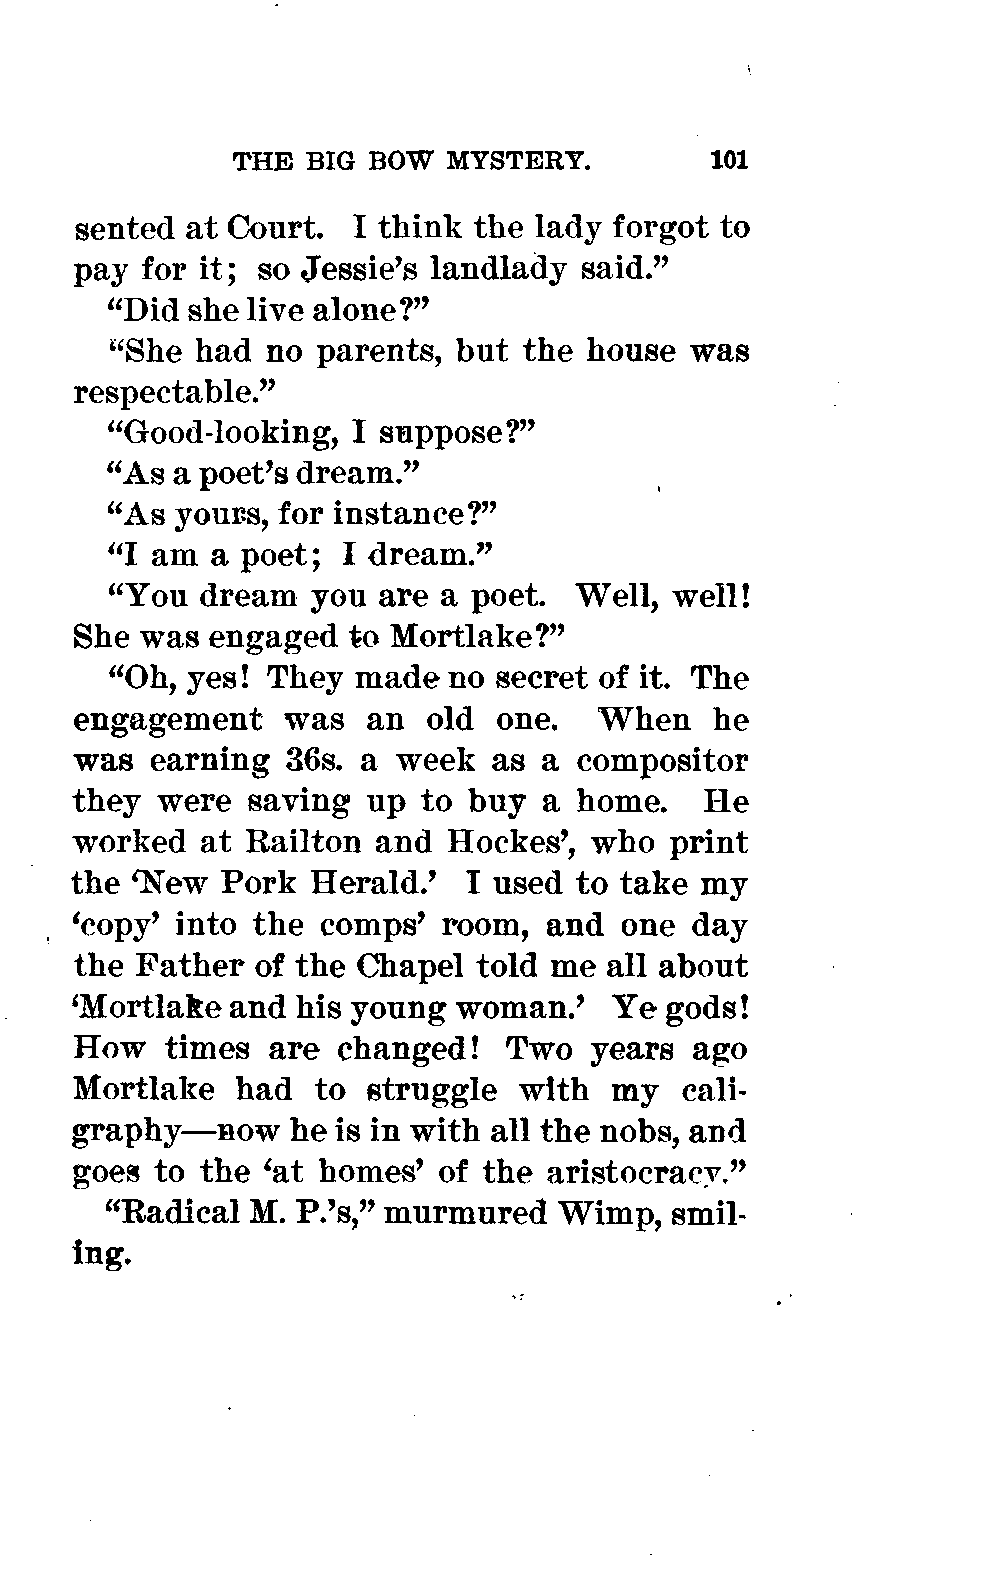 THE BIG BOW MYSTERY. 101
sented at Court. I think the lady forgot to
pay for it; so Jessie's landlady said."
"Did she live alone?"
"She had no parents, but the house was
respectable."
"Good-looking, I suppose?"
"As a poet's dream."
"As yours, for instance?"
"I am a poet; I dream."
"You dream you are a poet. Well, well!
She was engaged to Mortlake?"
"Oh, yes! They made no secret of it. The
engagement was an old one. When he
was earning 36s. a week as a compositor
they were saving up to buy a home. He
worked at Railton and Hockes', who print
the 'New Pork Herald.' I used to take my
'copy' into the comps' room, and one day
the Father of the Chapel told me all about
'Mortlake and his young woman.' Ye gods!
How times are changed! Two years ago
Mortlake had to struggle with my cali-
graphy—now he is in with all the nobs, and
goes to the 'at homes' of the aristocracy."
"Radical M. P.'s," murmured Wimp, smil-
ing.